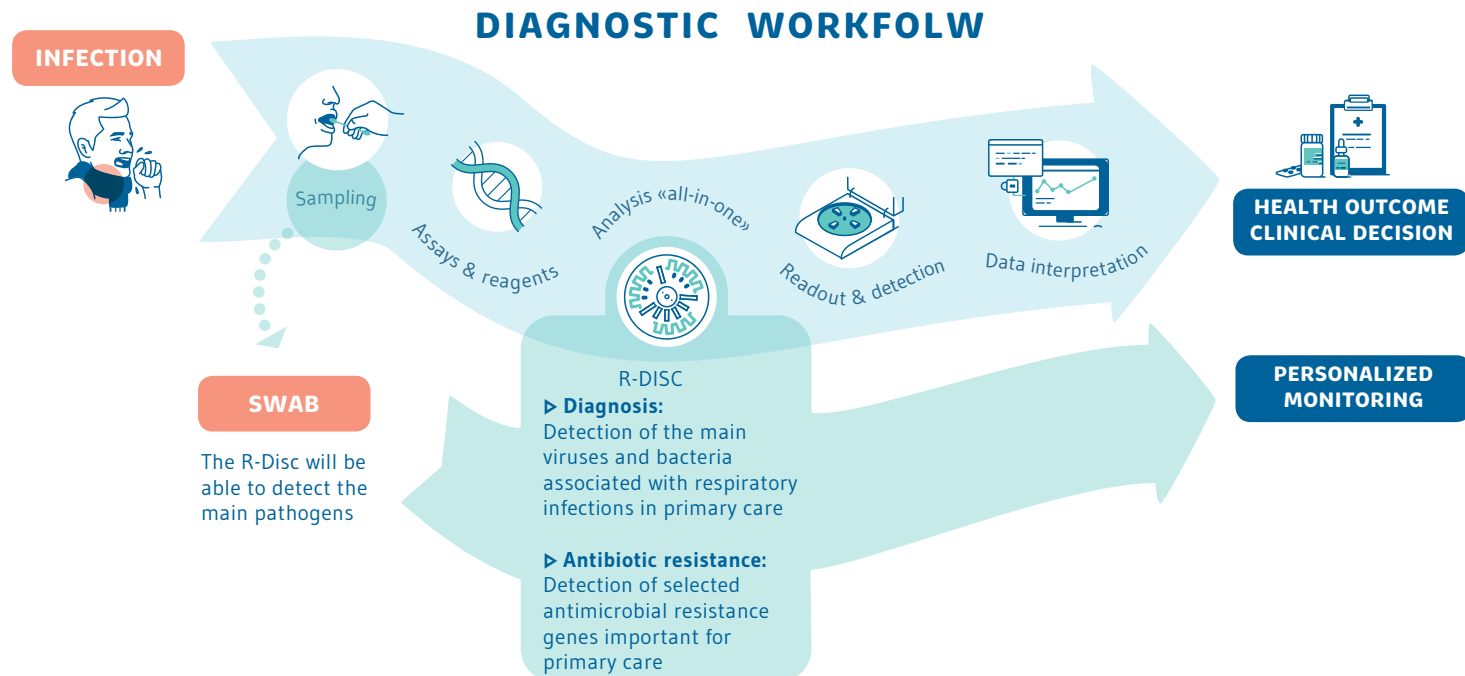 DIAGNOSTIC WORKFOLW
INFECTION
Sampling
Assays & reagents
Analysis «all-in-one»
Readout & detection
Data interpretation
HEALTH OUTCOME
CLINICAL DECISION
PERSONALIZED
MONITORING
SWAB
The R-Disc will be
able to detect the
main pathogens
R-DISC
▷ Diagnosis:
Detection of the main
viruses and bacteria
associated with respiratory
infections in primary care
▷ Antibiotic resistance:
Detection of selected
antimicrobial resistance
genes important for
primary care